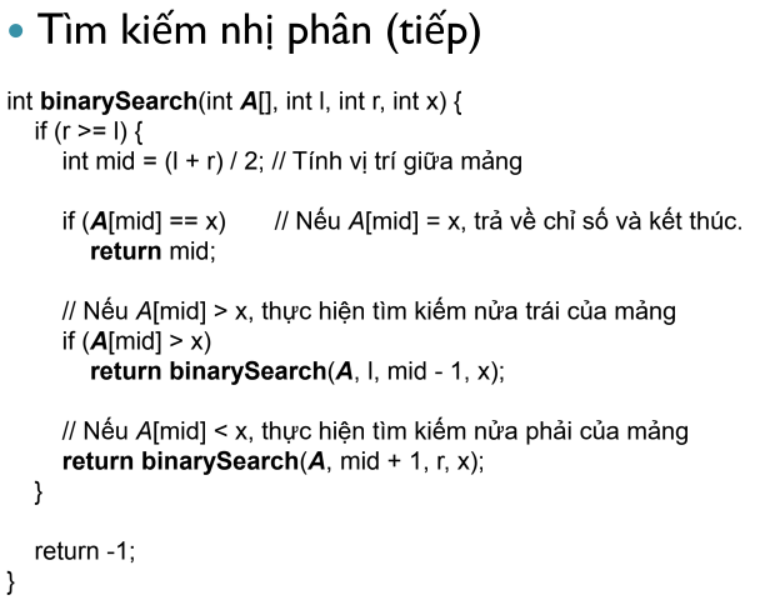 • Tìm kiếm nhị phân (tiếp)
int binarySearch(int A[], int l, int r, int x) {
if (r >= l) {
int mid = (l + r) / 2; // Tính vị trí giữa mảng
if (A[mid] == x) // Nếu A[mid] = x, trả về chỉ số và kết thúc.
return mid;
// Nếu A[mid] > x, thực hiện tìm kiếm nửa trái của mảng
if (A[mid] > x)
return binarySearch(A, l, mid - 1, x);
// Nếu A[mid] < x, thực hiện tìm kiếm nửa phải của mảng
return binarySearch(A, mid + 1, r, x);
}
return -1;
}